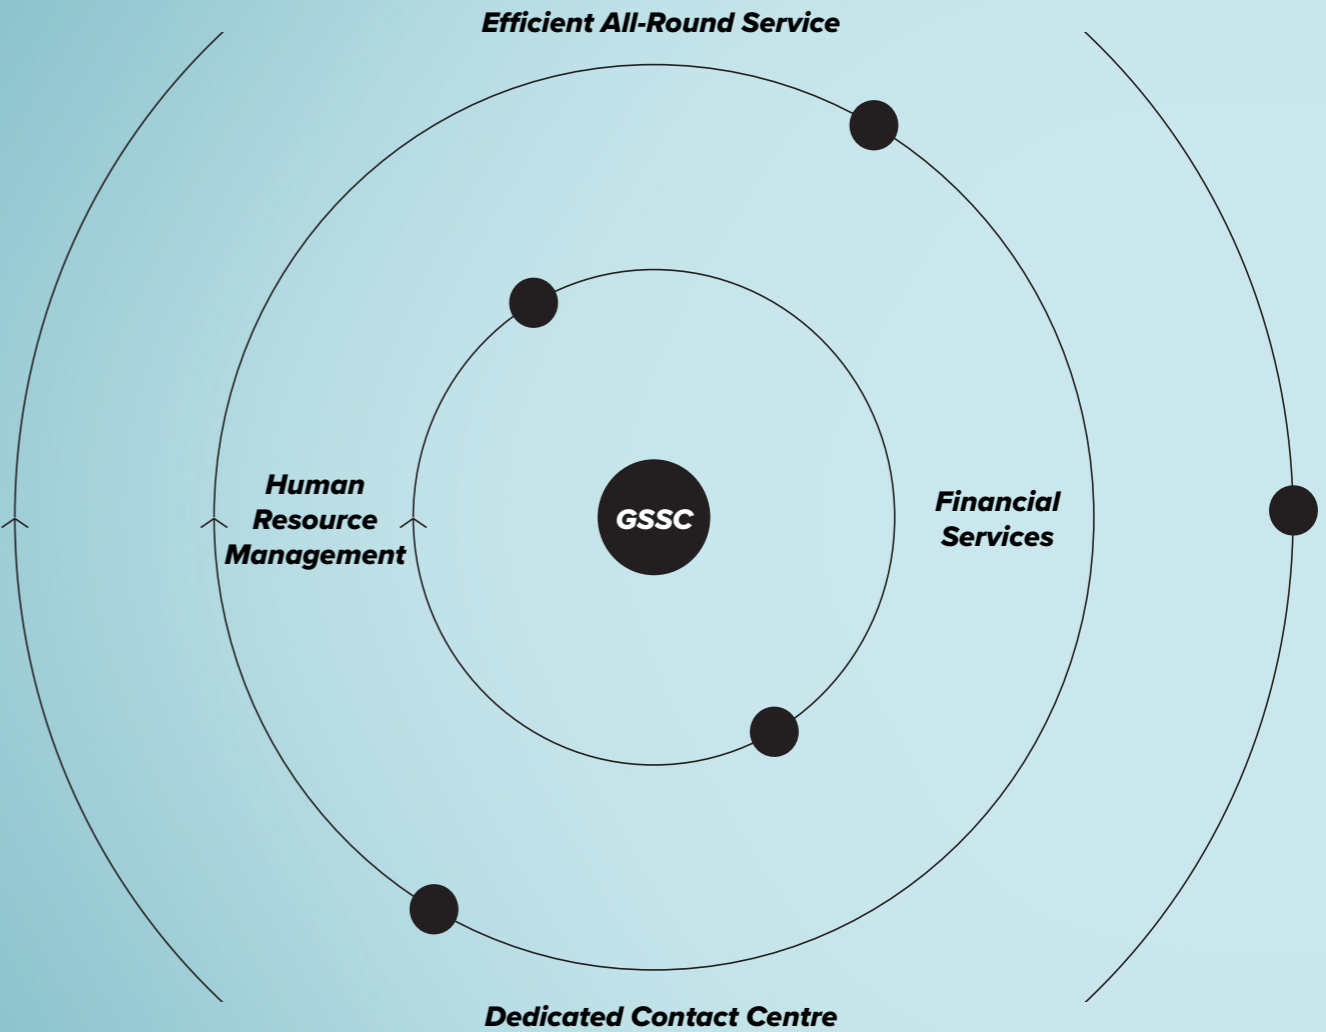 Efficient All-Round Service
Human
Resource
Management
GSSC
Financial
Services
Dedicated Contact Centre